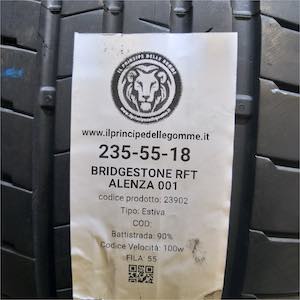 IL PRINCIPE DELLE GOMME
www.ilprincipedellegomme.it
235-55-18
BRIDGESTONE RFT
ALENZA 001
codice prodotto: 23902
Tipo: Estiva
COD:
Battistrada: 90%
Codice Velocità: 100w
FILA: 55